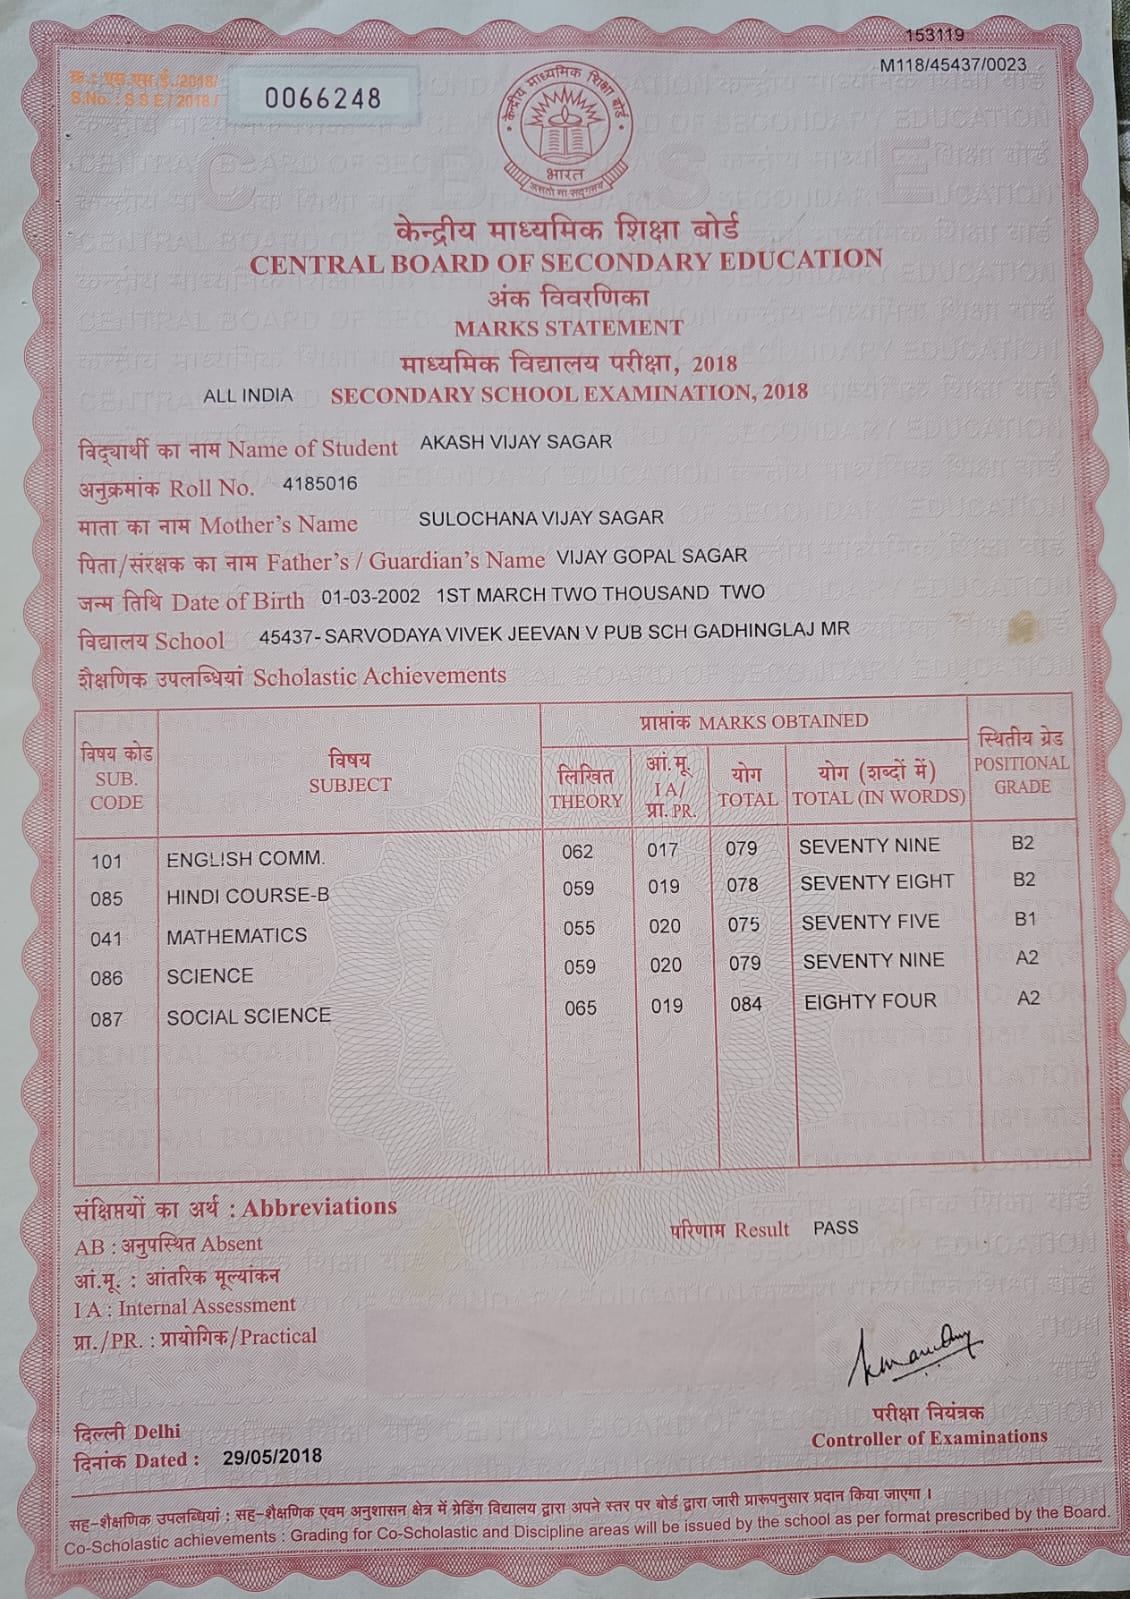 153119
M118/45437/0023
क्र.: एस.एस.ई./2018/
S.No. : S S E / 2018 /
0066248
केन्द्रीय माध्यमिक शिक्षा बोर्ड
भारत
असतो मा सद्गमय
केन्द्रीय माध्यमिक शिक्षा बोर्ड
CENTRAL BOARD OF SECONDARY EDUCATION
अंक विवरणिका
MARKS STATEMENT
माध्यमिक विद्यालय परीक्षा, 2018
ALL INDIA SECONDARY SCHOOL EXAMINATION, 2018
विद्यार्थी का नाम Name of Student AKASH VIJAY SAGAR
अनुक्रमांक Roll No. 4185016
माता का नाम Mother's Name SULOCHANA VIJAY SAGAR
पिता/संरक्षक का नाम Father's / Guardian's Name VIJAY GOPAL SAGAR
जन्म तिथि Date of Birth 01-03-2002 1ST MARCH TWO THOUSAND TWO
विद्यालय School 45437- SARVODAYA VIVEK JEEVAN V PUB SCH GADHINGLAJ MR
शैक्षणिक उपलब्धियां Scholastic Achievements
विषय कोड SUB. CODE
विषय SUBJECT
प्राप्तांक MARKS OBTAINED
लिखित THEORY
आं.मू. I A/ प्रा. PR.
योग TOTAL
योग (शब्दों में) TOTAL (IN WORDS)
स्थितीय ग्रेड POSITIONAL GRADE
101 ENGLISH COMM. 062 017 079 SEVENTY NINE B2
085 HINDI COURSE-B 059 019 078 SEVENTY EIGHT B2
041 MATHEMATICS 055 020 075 SEVENTY FIVE B1
086 SCIENCE 059 020 079 SEVENTY NINE A2
087 SOCIAL SCIENCE 065 019 084 EIGHTY FOUR A2
संक्षिप्तियों का अर्थ : Abbreviations
परिणाम Result PASS
AB : अनुपस्थित Absent
आं.मू. : आंतरिक मूल्यांकन
I A : Internal Assessment
प्रा./PR. : प्रायोगिक/Practical
दिल्ली Delhi
दिनांक Dated : 29/05/2018
परीक्षा नियंत्रक
Controller of Examinations
सह-शैक्षणिक उपलब्धियां : सह-शैक्षणिक एवम अनुशासन क्षेत्र में ग्रेडिंग विद्यालय द्वारा अपने स्तर पर बोर्ड द्वारा जारी प्रारूपनुसार प्रदान किया जाएगा ।
Co-Scholastic achievements : Grading for Co-Scholastic and Discipline areas will be issued by the school as per format prescribed by the Board.